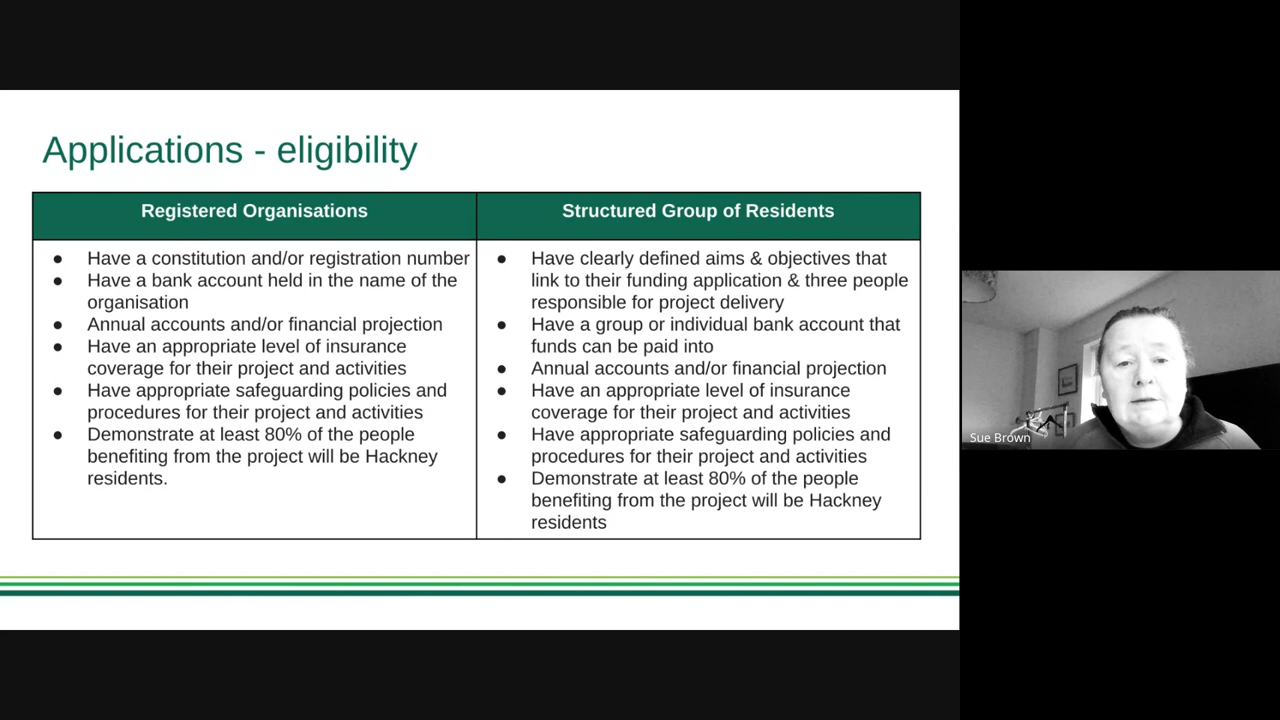 Applications - eligibility
Registered Organisations
● Have a constitution and/or registration number
● Have a bank account held in the name of the
organisation
● Annual accounts and/or financial projection
● Have an appropriate level of insurance
coverage for their project and activities
● Have appropriate safeguarding policies and
procedures for their project and activities
● Demonstrate at least 80% of the people
benefiting from the project will be Hackney
residents.
Structured Group of Residents
● Have clearly defined aims & objectives that
link to their funding application & three people
responsible for project delivery
● Have a group or individual bank account that
funds can be paid into
● Annual accounts and/or financial projection
● Have an appropriate level of insurance
coverage for their project and activities
● Have appropriate safeguarding policies and
procedures for their project and activities
● Demonstrate at least 80% of the people
benefiting from the project will be Hackney
residents
Sue Brown